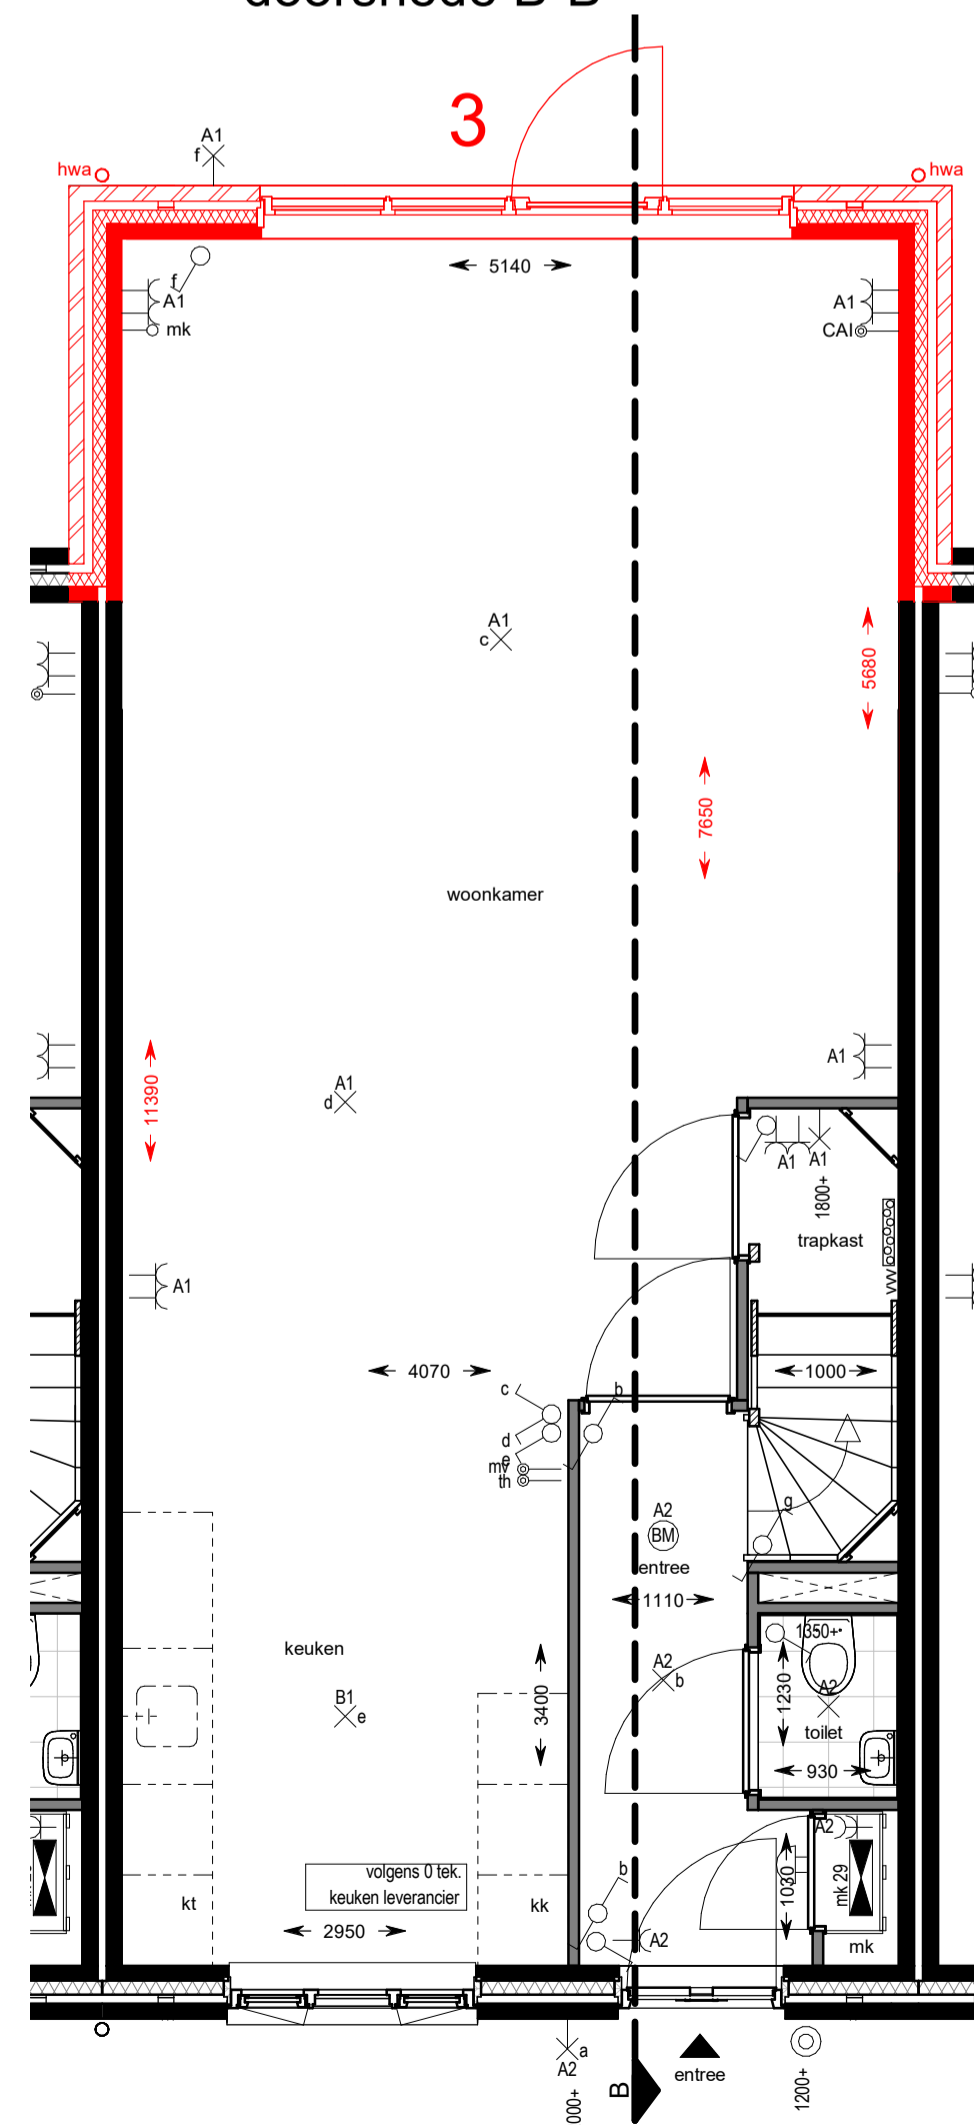 doorsnede B-B
3
A1
f
hwa
hwa
5140
f
A1
mk
A1
CAI
A1
c
5680
7650
woonkamer
11390
A1
A1
d
A1
A1
1800+
trapkast
VV
A1
4070
1000
c
b
d
e
mv
th
g
A2
BM
entree
1110
keuken
1350+
A2
b
A2
1230
3400
B1
e
toilet
930
A2
1030
mk 29
volgens 0 tek.
keuken leverancier
b
kt
kk
A2
2950
mk
a
A2
000+
B
entree
1200+